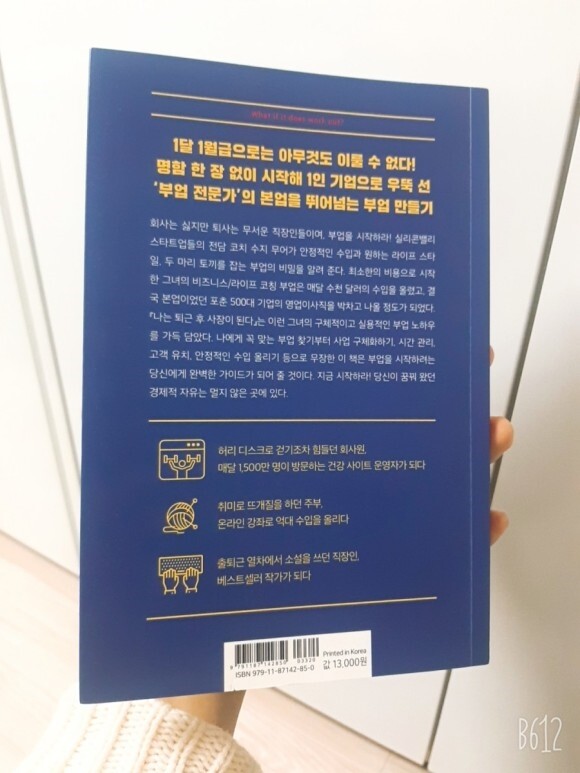 What if it does work out?
1달 1월급으로는 아무것도 이룰 수 없다!
명함 한 장 없이 시작해 1인 기업으로 우뚝 선
‘부업 전문가’의 본업을 뛰어넘는 부업 만들기
회사는 싫지만 퇴사는 무서운 직장인들이여, 부업을 시작하라! 실리콘밸리
스타트업들의 전담 코치 수지 무어가 안정적인 수입과 원하는 라이프 스타
일, 두 마리 토끼를 잡는 부업의 비밀을 알려 준다. 최소한의 비용으로 시작
한 그녀의 비즈니스/라이프 코칭 부업은 매달 수천 달러의 수입을 올렸고, 결
국 본업이었던 포춘 500대 기업의 영업이사직을 박차고 나올 정도가 되었다.
『나는 퇴근 후 사장이 된다』는 이런 그녀의 구체적이고 실용적인 부업 노하우
를 가득 담았다. 나에게 꼭 맞는 부업 찾기부터 사업 구체화하기, 시간 관리,
고객 유치, 안정적인 수입 올리기 등으로 무장한 이 책은 부업을 시작하려는
당신에게 완벽한 가이드가 되어 줄 것이다. 지금 시작하라! 당신이 꿈꿔 왔던
경제적 자유는 멀지 않은 곳에 있다.
허리 디스크로 걷기조차 힘들던 회사원,
매달 1,500만 명이 방문하는 건강 사이트 운영자가 되다
취미로 뜨개질을 하던 주부,
온라인 강좌로 억대 수입을 올리다
출퇴근 열차에서 소설을 쓰던 직장인,
베스트셀러 작가가 되다
9 791187 142850 03320
ISBN 979-11-87142-85-0
Printed in Korea
값 13,000원
B612